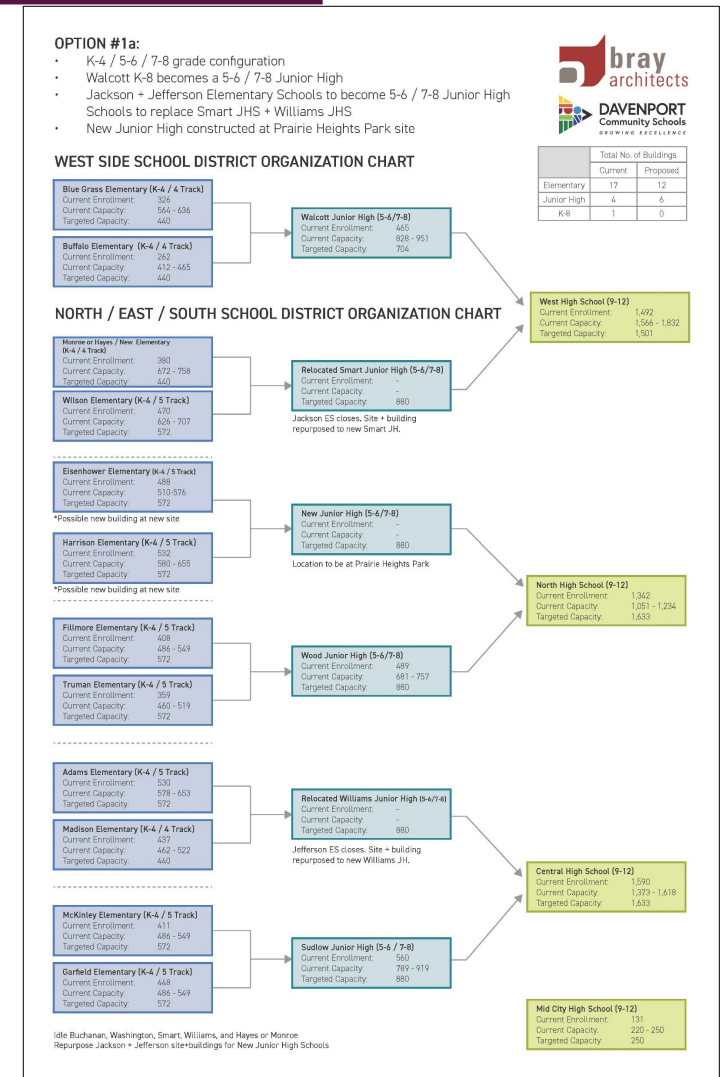 OPTION #1a:
• K-4 / 5-6 / 7-8 grade configuration
• Walcott K-8 becomes a 5-6 / 7-8 Junior High
• Jackson + Jefferson Elementary Schools to become 5-6 / 7-8 Junior High
Schools to replace Smart JHS + Williams JHS
• New Junior High constructed at Prairie Heights Park site
bray
architects
DAVENPORT
Community Schools
GROWING EXCELLENCE
Total No. of Buildings
Current Proposed
Elementary 17 12
Junior High 4 6
K-8 1 0
WEST SIDE SCHOOL DISTRICT ORGANIZATION CHART
Blue Grass Elementary (K-4 / 4 Track)
Current Enrollment: 326
Current Capacity: 564 - 636
Targeted Capacity: 440
Buffalo Elementary (K-4 / 4 Track)
Current Enrollment: 262
Current Capacity: 412 - 465
Targeted Capacity: 440
Walcott Junior High (5-6/7-8)
Current Enrollment: 465
Current Capacity: 828 - 951
Targeted Capacity: 704
West High School (9-12)
Current Enrollment: 1,492
Current Capacity: 1,566 - 1,832
Targeted Capacity: 1,501
NORTH / EAST / SOUTH SCHOOL DISTRICT ORGANIZATION CHART
Monroe or Hayes / New Elementary
(K-4 / 4 Track)
Current Enrollment: 380
Current Capacity: 672 - 758
Targeted Capacity: 440
Wilson Elementary (K-4 / 5 Track)
Current Enrollment: 470
Current Capacity: 626 - 707
Targeted Capacity: 572
Relocated Smart Junior High (5-6/7-8)
Current Enrollment: -
Current Capacity: -
Targeted Capacity: 880
Jackson ES closes. Site + building
repurposed to new Smart JH.
Eisenhower Elementary (K-4 / 5 Track)
Current Enrollment: 488
Current Capacity: 510-576
Targeted Capacity: 572
*Possible new building at new site
Harrison Elementary (K-4 / 5 Track)
Current Enrollment: 532
Current Capacity: 580 - 655
Targeted Capacity: 572
*Possible new building at new site
New Junior High (5-6/7-8)
Current Enrollment: -
Current Capacity: -
Targeted Capacity: 880
Location to be at Prairie Heights Park
North High School (9-12)
Current Enrollment: 1,342
Current Capacity: 1,051 - 1,234
Targeted Capacity: 1,633
Fillmore Elementary (K-4 / 5 Track)
Current Enrollment: 408
Current Capacity: 486 - 549
Targeted Capacity: 572
Truman Elementary (K-4 / 5 Track)
Current Enrollment: 359
Current Capacity: 460 - 519
Targeted Capacity: 572
Wood Junior High (5-6/7-8)
Current Enrollment: 489
Current Capacity: 681 - 757
Targeted Capacity: 880
Adams Elementary (K-4 / 5 Track)
Current Enrollment: 530
Current Capacity: 578 - 653
Targeted Capacity: 572
Madison Elementary (K-4 / 4 Track)
Current Enrollment: 437
Current Capacity: 462 - 522
Targeted Capacity: 440
Relocated Williams Junior High (5-6/7-8)
Current Enrollment: -
Current Capacity: -
Targeted Capacity: 880
Jefferson ES closes. Site + building
repurposed to new Williams JH.
Central High School (9-12)
Current Enrollment: 1,590
Current Capacity: 1,373 - 1,618
Targeted Capacity: 1,633
McKinley Elementary (K-4 / 5 Track)
Current Enrollment: 411
Current Capacity: 486 - 549
Targeted Capacity: 572
Garfield Elementary (K-4 / 5 Track)
Current Enrollment: 448
Current Capacity: 486 - 549
Targeted Capacity: 572
Sudlow Junior High (5-6 / 7-8)
Current Enrollment: 560
Current Capacity: 789 - 919
Targeted Capacity: 880
Mid City High School (9-12)
Current Enrollment: 131
Current Capacity: 220 - 250
Targeted Capacity: 250
Idle Buchanan, Washington, Smart, Williams, and Hayes or Monroe
Repurpose Jackson + Jefferson site+buildings for New Junior High Schools